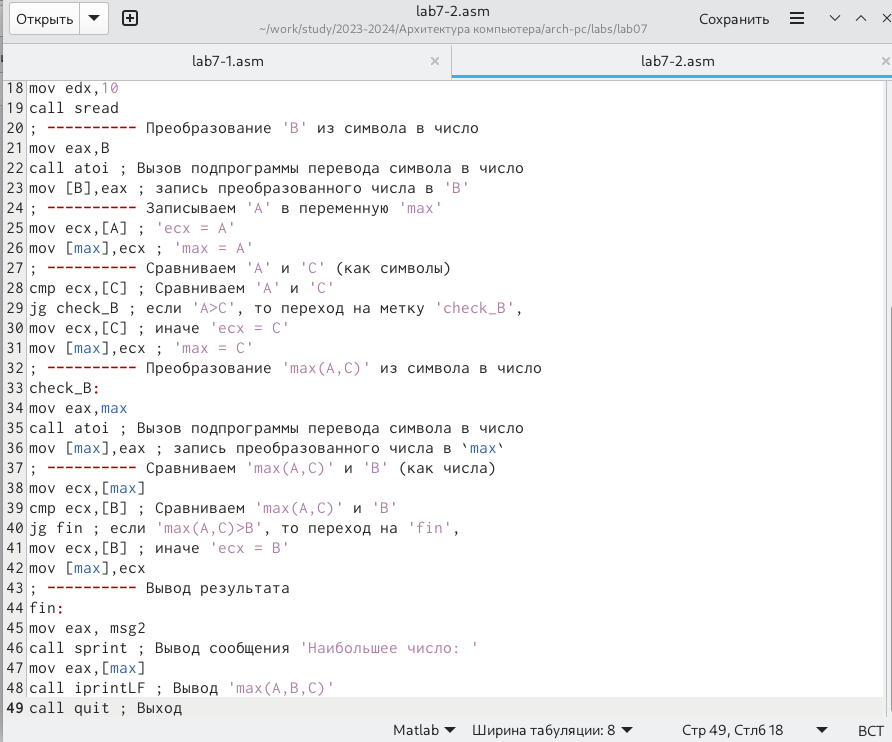 Открыть
lab7-2.asm
~/work/study/2023-2024/Архитектура компьютера/arch-pc/labs/lab07
Сохранить
lab7-1.asm
lab7-2.asm
18 mov edx,10
19 call sread
20 ; ---------- Преобразование 'B' из символа в число
21 mov eax,B
22 call atoi ; Вызов подпрограммы перевода символа в число
23 mov [B],eax ; запись преобразованного числа в 'B'
24 ; ---------- Записываем 'A' в переменную 'max'
25 mov ecx,[A] ; 'ecx = A'
26 mov [max],ecx ; 'max = A'
27 ; ---------- Сравниваем 'A' и 'С' (как символы)
28 cmp ecx,[C] ; Сравниваем 'A' и 'С'
29 jg check_B ; если 'A>C', то переход на метку 'check_B',
30 mov ecx,[C] ; иначе 'ecx = C'
31 mov [max],ecx ; 'max = C'
32 ; ---------- Преобразование 'max(A,C)' из символа в число
33 check_B:
34 mov eax,max
35 call atoi ; Вызов подпрограммы перевода символа в число
36 mov [max],eax ; запись преобразованного числа в `max`
37 ; ---------- Сравниваем 'max(A,C)' и 'B' (как числа)
38 mov ecx,[max]
39 cmp ecx,[B] ; Сравниваем 'max(A,C)' и 'B'
40 jg fin ; если 'max(A,C)>B', то переход на 'fin',
41 mov ecx,[B] ; иначе 'ecx = B'
42 mov [max],ecx
43 ; ---------- Вывод результата
44 fin:
45 mov eax, msg2
46 call sprint ; Вывод сообщения 'Наибольшее число: '
47 mov eax,[max]
48 call iprintLF ; Вывод 'max(A,B,C)'
49 call quit ; Выход
Matlab
Ширина табуляции: 8
Стр 49, Стлб 18
ВСТ